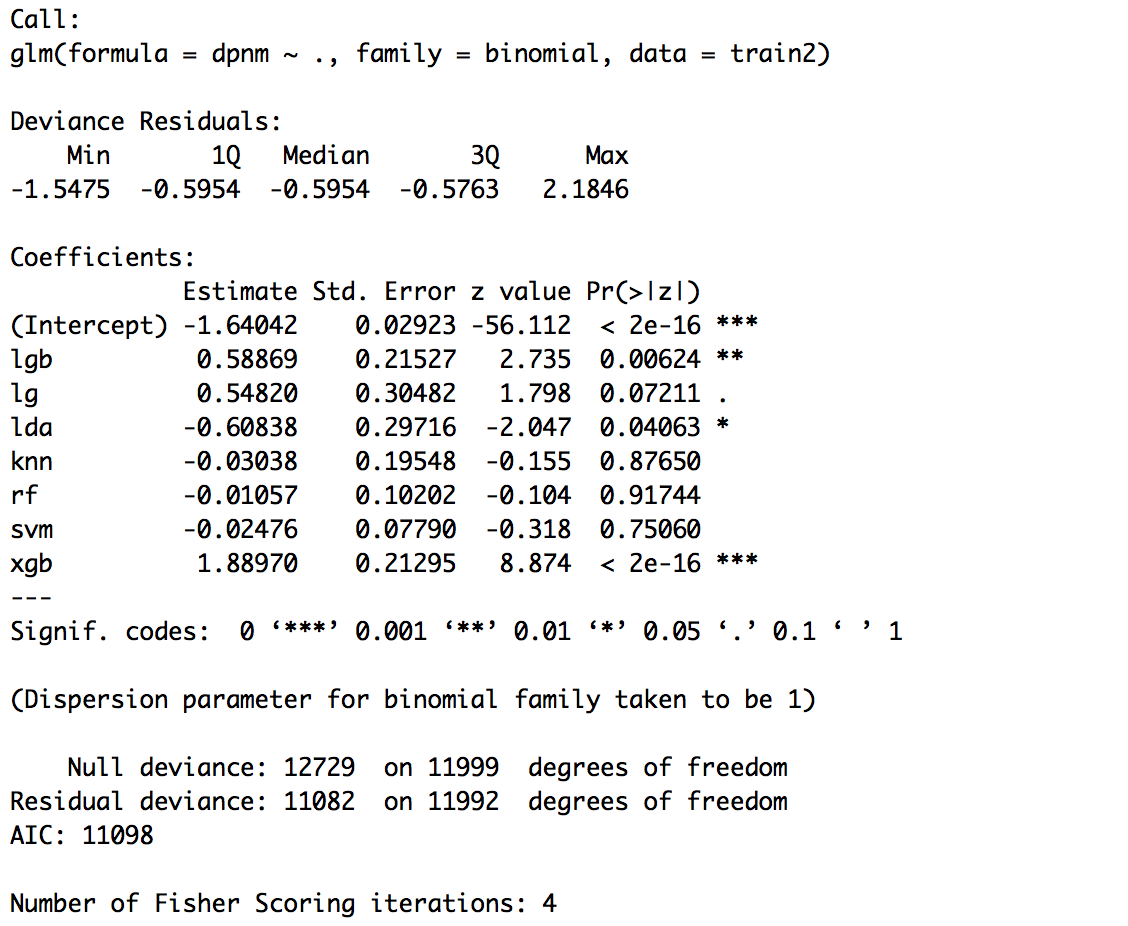 Call:
glm(formula = dpnm ~ ., family = binomial, data = train2)
Deviance Residuals:
    Min       1Q   Median       3Q      Max
-1.5475  -0.5954  -0.5954  -0.5763   2.1846
Coefficients:
            Estimate Std. Error z value Pr(>|z|)
(Intercept) -1.64042    0.02923 -56.112  < 2e-16 ***
lgb          0.58869    0.21527   2.735  0.00624 **
lg           0.54820    0.30482   1.798  0.07211 .
lda         -0.60838    0.29716  -2.047  0.04063 *
knn         -0.03038    0.19548  -0.155  0.87650
rf          -0.01057    0.10202  -0.104  0.91744
svm         -0.02476    0.07790  -0.318  0.75060
xgb          1.88970    0.21295   8.874  < 2e-16 ***
---
Signif. codes:  0 ‘***’ 0.001 ‘**’ 0.01 ‘*’ 0.05 ‘.’ 0.1 ‘ ’ 1
(Dispersion parameter for binomial family taken to be 1)
    Null deviance: 12729  on 11999  degrees of freedom
Residual deviance: 11082  on 11992  degrees of freedom
AIC: 11098
Number of Fisher Scoring iterations: 4